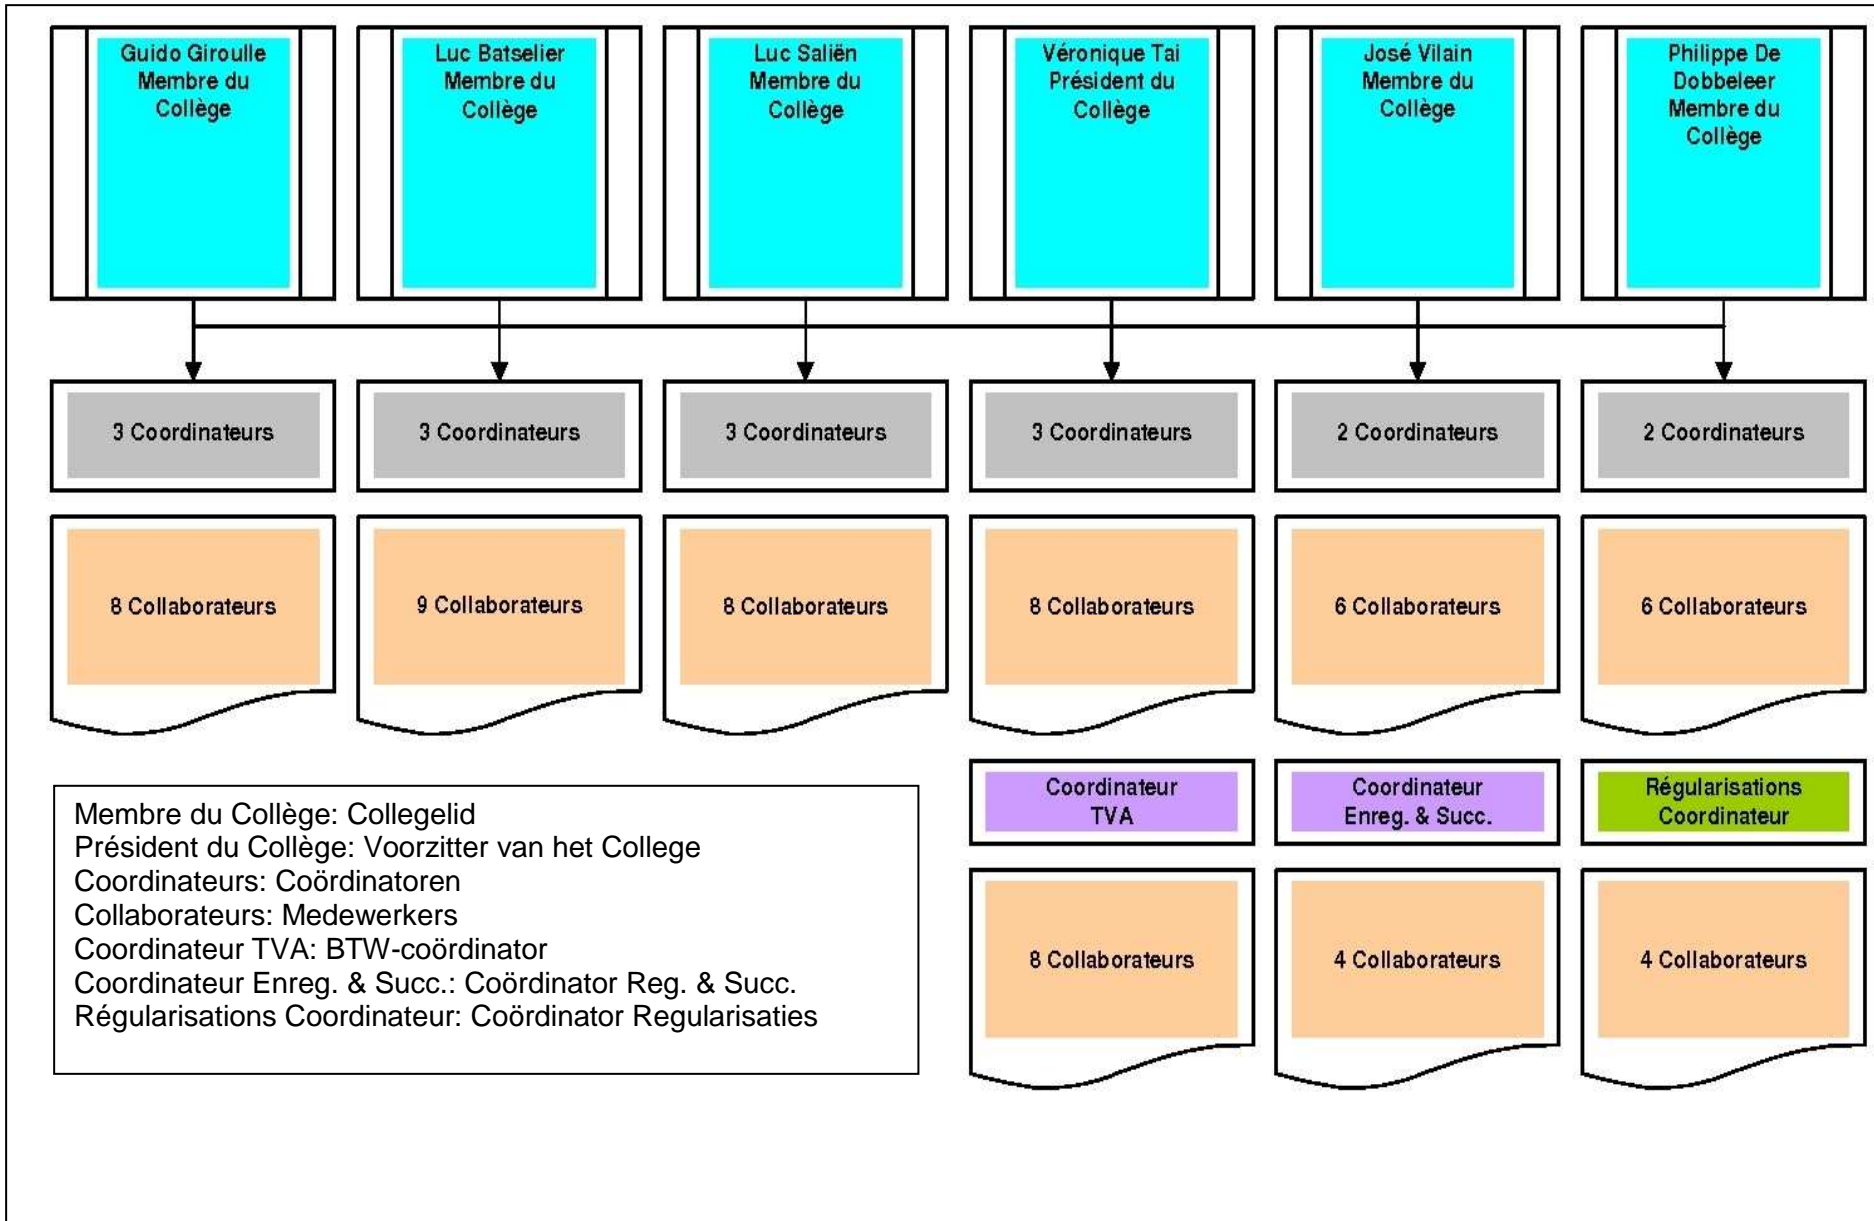 Guido Giroulle
Membre du
Collège
Luc Batselier
Membre du
Collège
Luc Saliën
Membre du
Collège
Véronique Tai
Président du
Collège
José Vilain
Membre du
Collège
Philippe De
Dobbeleer
Membre du
Collège
3 Coordinateurs
3 Coordinateurs
3 Coordinateurs
3 Coordinateurs
2 Coordinateurs
2 Coordinateurs
8 Collaborateurs
9 Collaborateurs
8 Collaborateurs
8 Collaborateurs
6 Collaborateurs
6 Collaborateurs
Coordinateur
TVA
Coordinateur
Enreg. & Succ.
Régularisations
Coordinateur
8 Collaborateurs
4 Collaborateurs
4 Collaborateurs
Membre du Collège: Collegelid
Président du Collège: Voorzitter van het College
Coordinateurs: Coördinatoren
Collaborateurs: Medewerkers
Coordinateur TVA: BTW-coördinator
Coordinateur Enreg. & Succ.: Coördinator Reg. & Succ.
Régularisations Coordinateur: Coördinator Regularisaties